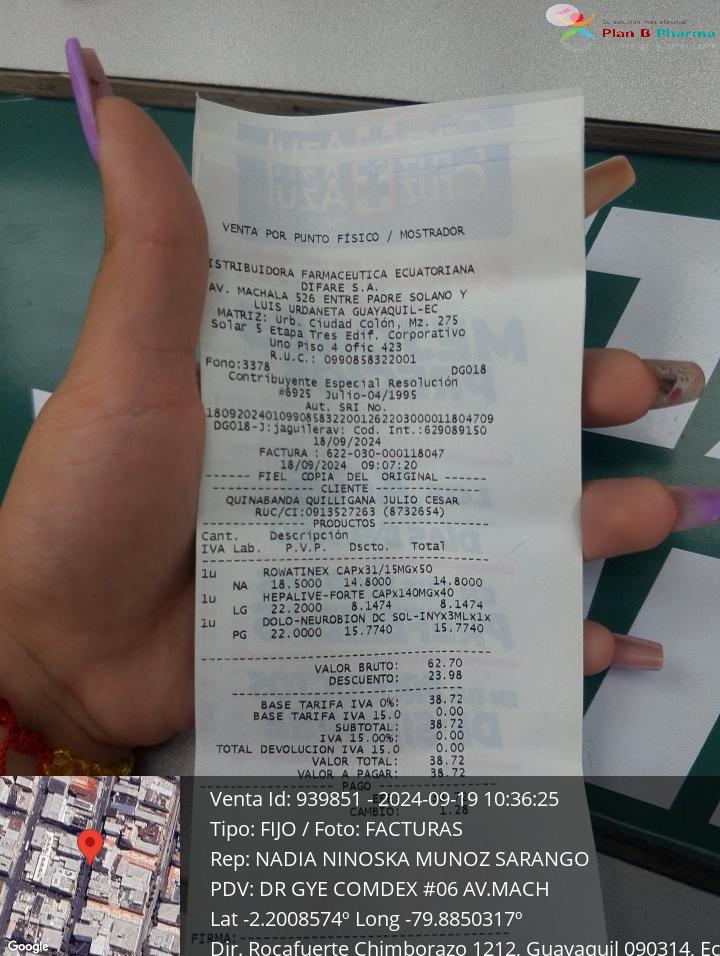 Su solución más efectiva!
Plan B Pharma
VENTA POR PUNTO FÍSICO / MOSTRADOR
ISTRIBUIDORA FARMACEUTICA ECUATORIANA
DIFARE S.A.
AV. MACHALA 526 ENTRE PADRE SOLANO Y
LUIS URDANETA GUAYAQUIL-EC
MATRIZ: Urb. Ciudad Colón, Mz. 275
Solar 5 Etapa Tres Edif. Corporativo
Uno Piso 4 Ofic 423
R.U.C.: 0990858322001
Fono:3378 DG018
Contribuyente Especial Resolución
#6925 Julio-04/1995
Aut. SRI No.
18092024010990858322001262203000011804709
DG018-J:jaguilerav: Cod. Int.:629089150
18/09/2024
FACTURA : 622-030-000118047
18/09/2024 09:07:20
------ FIEL COPIA DEL ORIGINAL ------
CLIENTE
QUINABANDA QUILLIGANA JULIO CESAR
RUC/CI:0913527263 (8732654)
PRODUCTOS
Cant. Descripción
IVA Lab. P.V.P. Dscto. Total
1u ROWATINEX CAPx31/15MGx50
NA 18.5000 14.8000 14.8000
1u HEPALIVE-FORTE CAPx140MGx40
LG 22.2000 8.1474 8.1474
1u DOLO-NEUROBION DC SOL-INYx3MLx1x
PG 22.0000 15.7740 15.7740
VALOR BRUTO: 62.70
DESCUENTO: 23.98
BASE TARIFA IVA 0%: 38.72
BASE TARIFA IVA 15.0 0.00
SUBTOTAL: 38.72
IVA 15.00%: 0.00
TOTAL DEVOLUCION IVA 15.0 0.00
VALOR TOTAL: 38.72
VALOR A PAGAR: 38.72
PAGO
CAMBIO: 1.28
FIRMA:
Venta Id: 939851 - 2024-09-19 10:36:25
Tipo: FIJO / Foto: FACTURAS
Rep: NADIA NINOSKA MUNOZ SARANGO
PDV: DR GYE COMDEX #06 AV.MACH
Lat -2.2008574º Long -79.8850317º
Dir. Rocafuerte Chimborazo 1212, Guayaquil 090314, Ec
Google